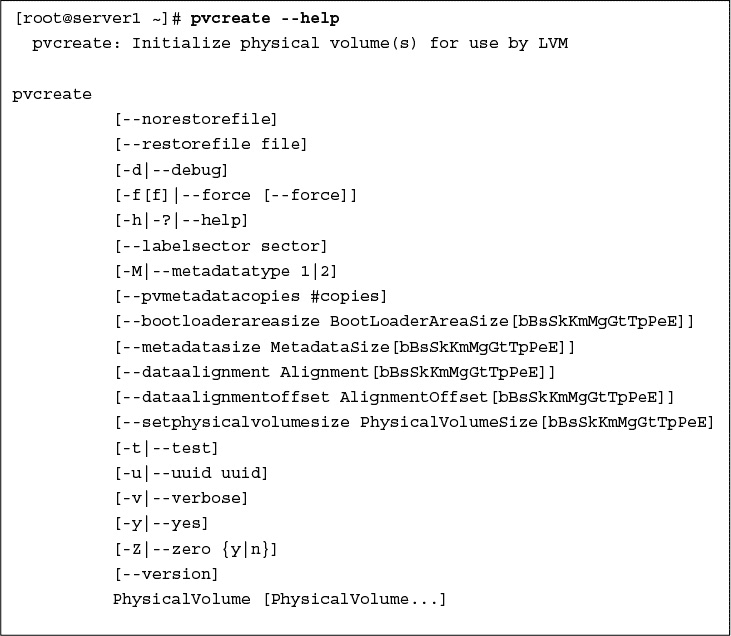 [root@server1 ~]# pvcreate --help
pvcreate: Initialize physical volume(s) for use by LVM
pvcreate
[--norestorefile]
[--restorefile file]
[-d|--debug]
[-f[f]|--force [--force]]
[-h|-?|--help]
[--labelsector sector]
[-M|--metadatatype 1|2]
[--pvmetadatacopies #copies]
[--bootloaderareasize BootLoaderAreaSize[bBsSkKmMgGtTpPeE]]
[--metadatasize MetadataSize[bBsSkKmMgGtTpPeE]]
[--dataalignment Alignment[bBsSkKmMgGtTpPeE]]
[--dataalignmentoffset AlignmentOffset[bBsSkKmMgGtTpPeE]]
[--setphysicalvolumesize PhysicalVolumeSize[bBsSkKmMgGtTpPeE]
[-t|--test]
[-u|--uuid uuid]
[-v|--verbose]
[-y|--yes]
[-Z|--zero {y|n}]
[--version]
PhysicalVolume [PhysicalVolume...]